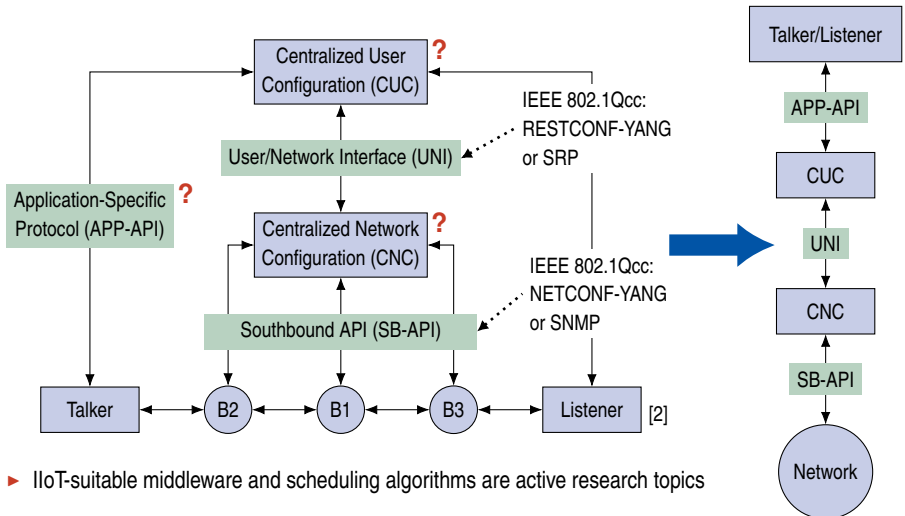 Centralized User
Configuration (CUC)
?
IEEE 802.1Qcc:
RESTCONF-YANG
or SRP
User/Network Interface (UNI)
Application-Specific
Protocol (APP-API)
?
Centralized Network
Configuration (CNC)
?
IEEE 802.1Qcc:
NETCONF-YANG
or SNMP
Southbound API (SB-API)
Talker
B2
B1
B3
Listener
[2]
Talker/Listener
APP-API
CUC
UNI
CNC
SB-API
Network
► IIoT-suitable middleware and scheduling algorithms are active research topics